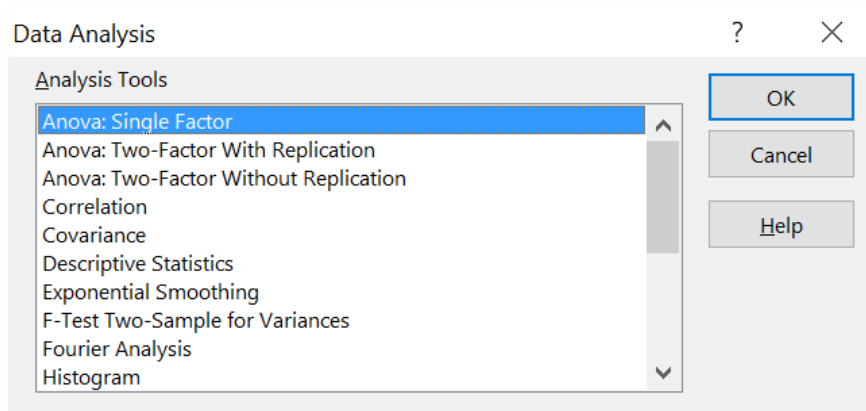 Data Analysis
?
Analysis Tools
Anova: Single Factor
Anova: Two-Factor With Replication
Anova: Two-Factor Without Replication
Correlation
Covariance
Descriptive Statistics
Exponential Smoothing
F-Test Two-Sample for Variances
Fourier Analysis
Histogram
OK
Cancel
Help